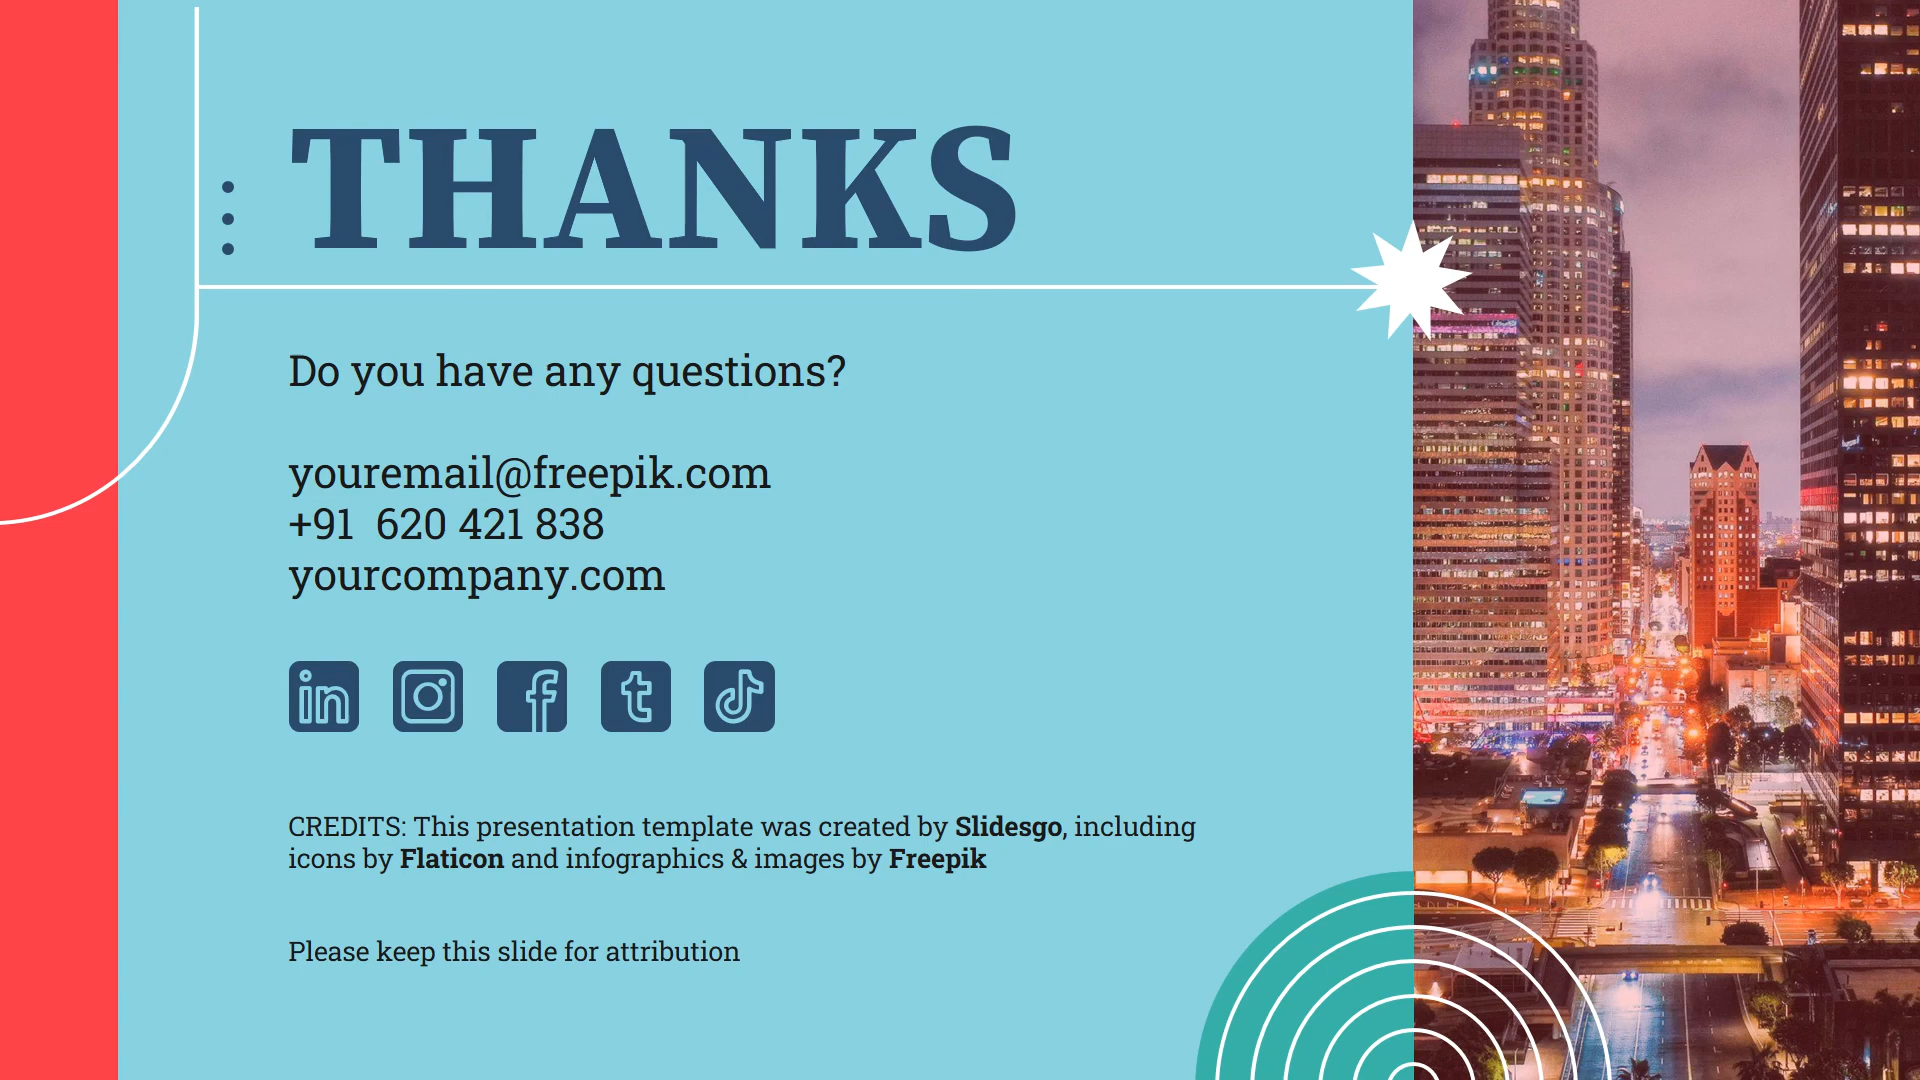 THANKS
Do you have any questions?
youremail@freepik.com
+91  620 421 838
yourcompany.com
in f t
CREDITS: This presentation template was created by Slidesgo, including
icons by Flaticon and infographics & images by Freepik
Please keep this slide for attribution